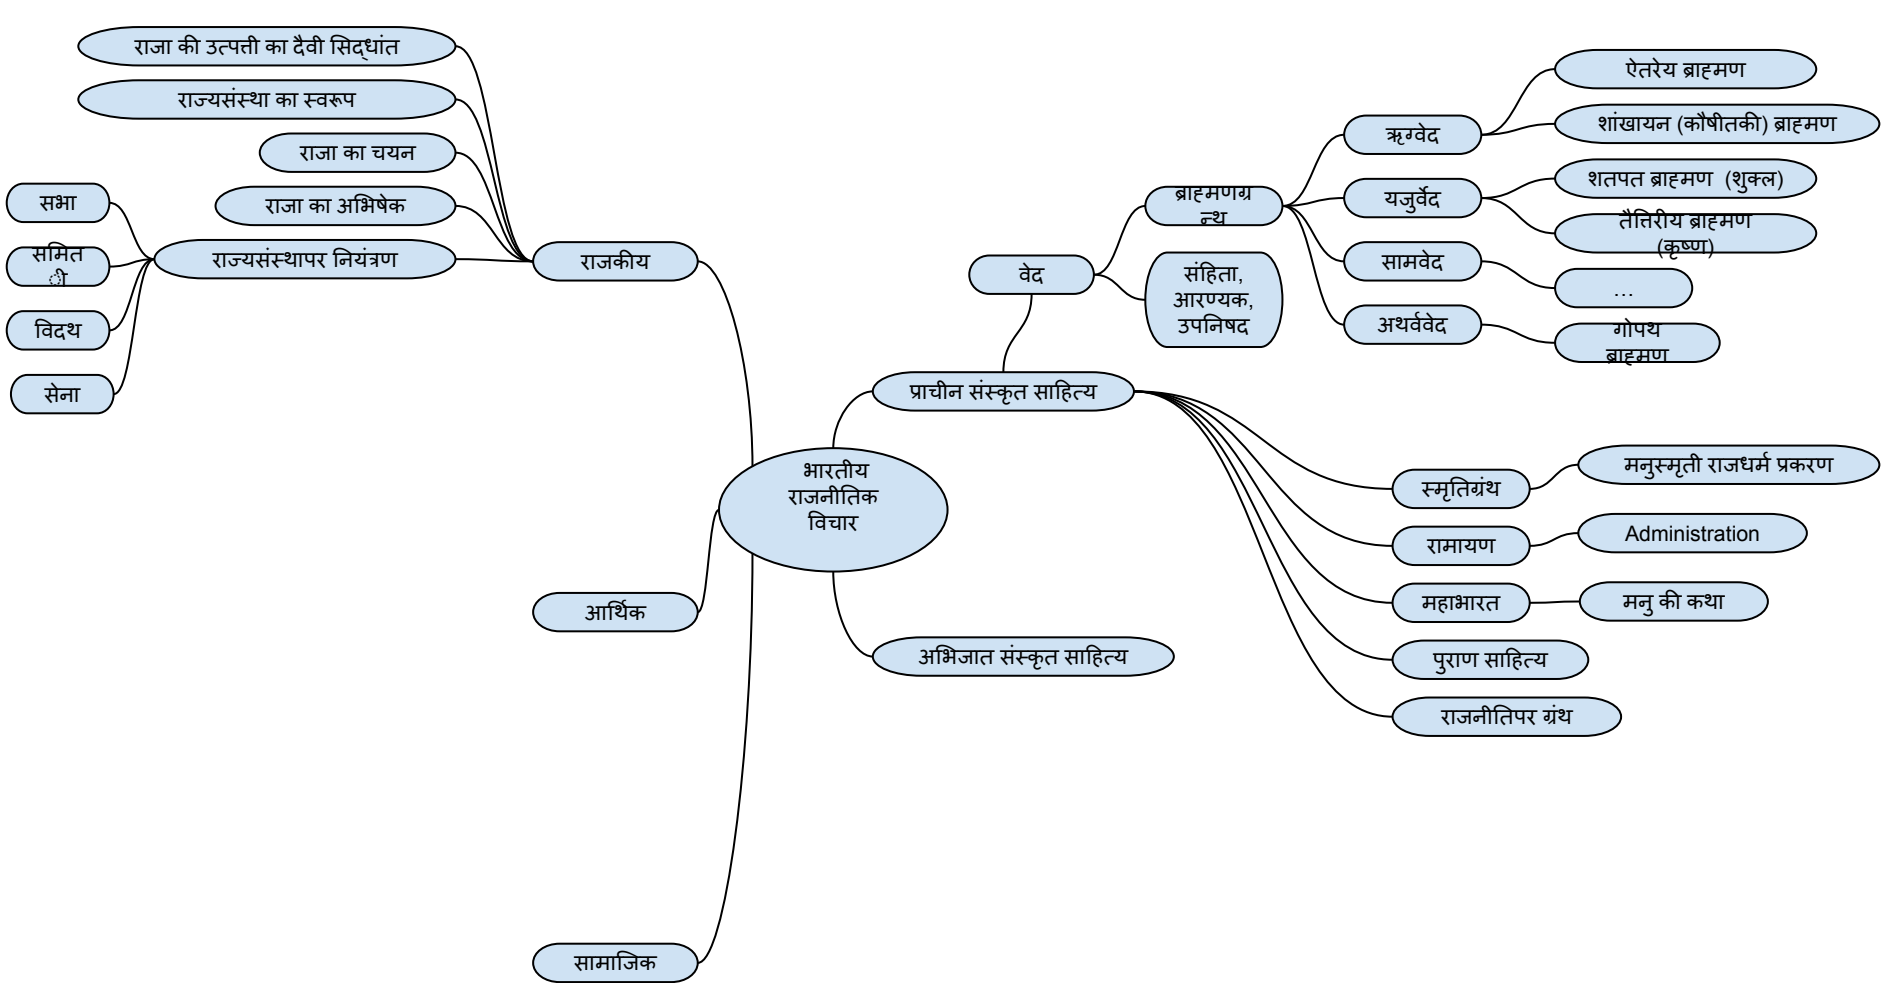 राजा की उत्पत्ती का दैवी सिद्धांत
राज्यसंस्था का स्वरूप
राजा का चयन
राजा का अभिषेक
राज्यसंस्थापर नियंत्रण
सभा
समित
ी
विदथ
सेना
राजकीय
आर्थिक
सामाजिक
भारतीय
राजनीतिक
विचार
प्राचीन संस्कृत साहित्य
अभिजात संस्कृत साहित्य
वेद
ब्राह्मणग्र
न्थ
संहिता,
आरण्यक,
उपनिषद
ऋग्वेद
यजुर्वेद
सामवेद
अथर्ववेद
ऐतरेय ब्राह्मण
शांखायन (कौषीतकी) ब्राह्मण
शतपत ब्राह्मण (शुक्ल)
तैत्तिरीय ब्राह्मण
(कृष्ण)
...
गोपथ
ब्राह्मण
स्मृतिग्रंथ
मनुस्मृती राजधर्म प्रकरण
रामायण
Administration
महाभारत
मनु की कथा
पुराण साहित्य
राजनीतिपर ग्रंथ